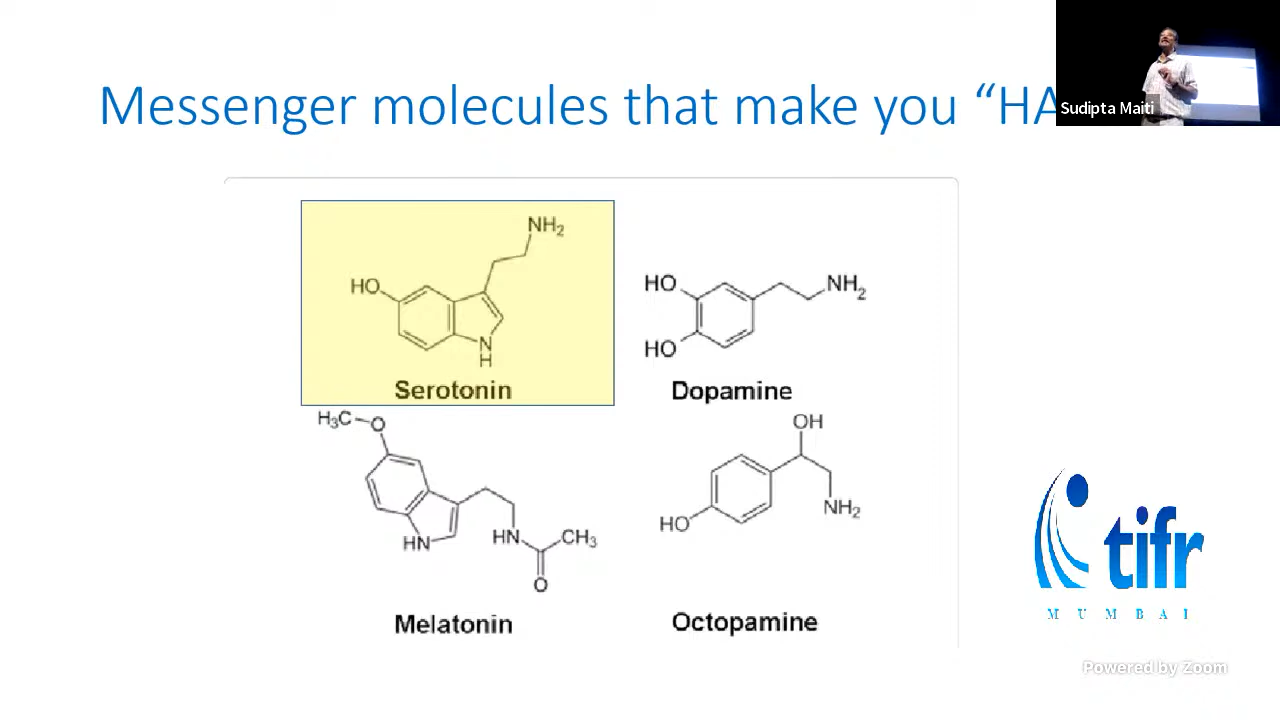 Messenger molecules that make you “HA
Sudipta Maiti
NH2
HO
N
H
Serotonin
HO
NH2
HO
Dopamine
H3C
O
HN
HN
CH3
O
Melatonin
OH
NH2
HO
Octopamine
tifr
MUMBAI
Powered by Zoom